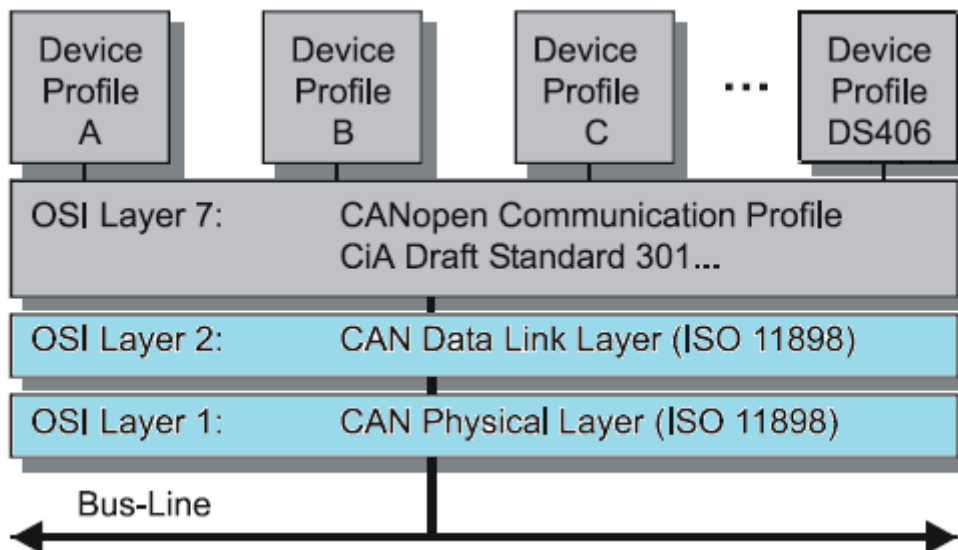 Device
Profile
A
Device
Profile
B
Device
Profile
C
...
Device
Profile
DS406
OSI Layer 7: CANopen Communication Profile
CiA Draft Standard 301...
OSI Layer 2: CAN Data Link Layer (ISO 11898)
OSI Layer 1: CAN Physical Layer (ISO 11898)
Bus-Line